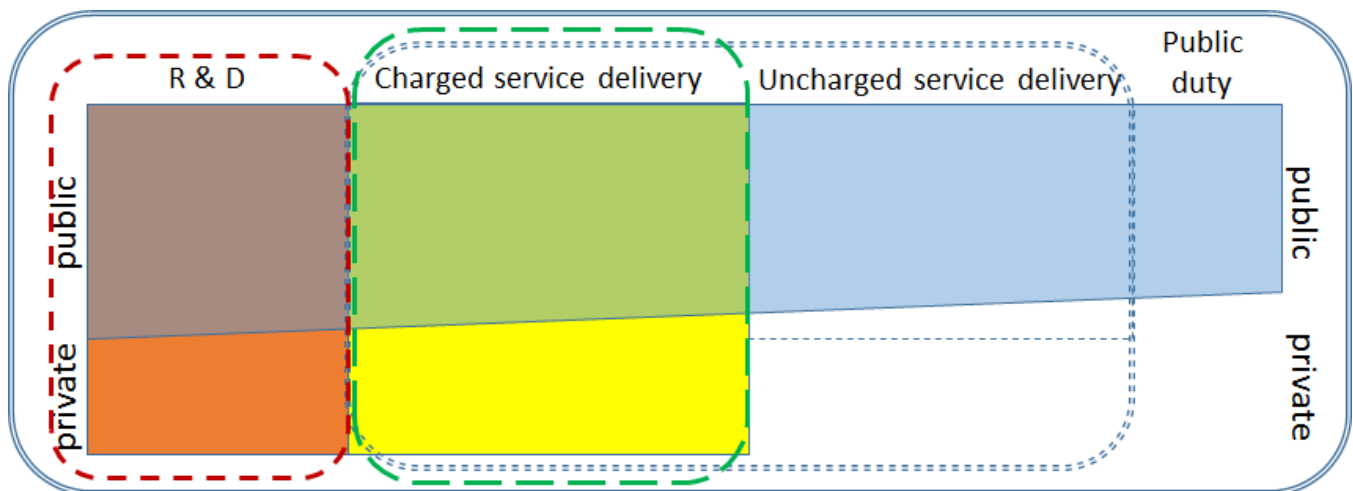 R & D
Charged service delivery
Uncharged service delivery
Public
duty
public
private
public
private